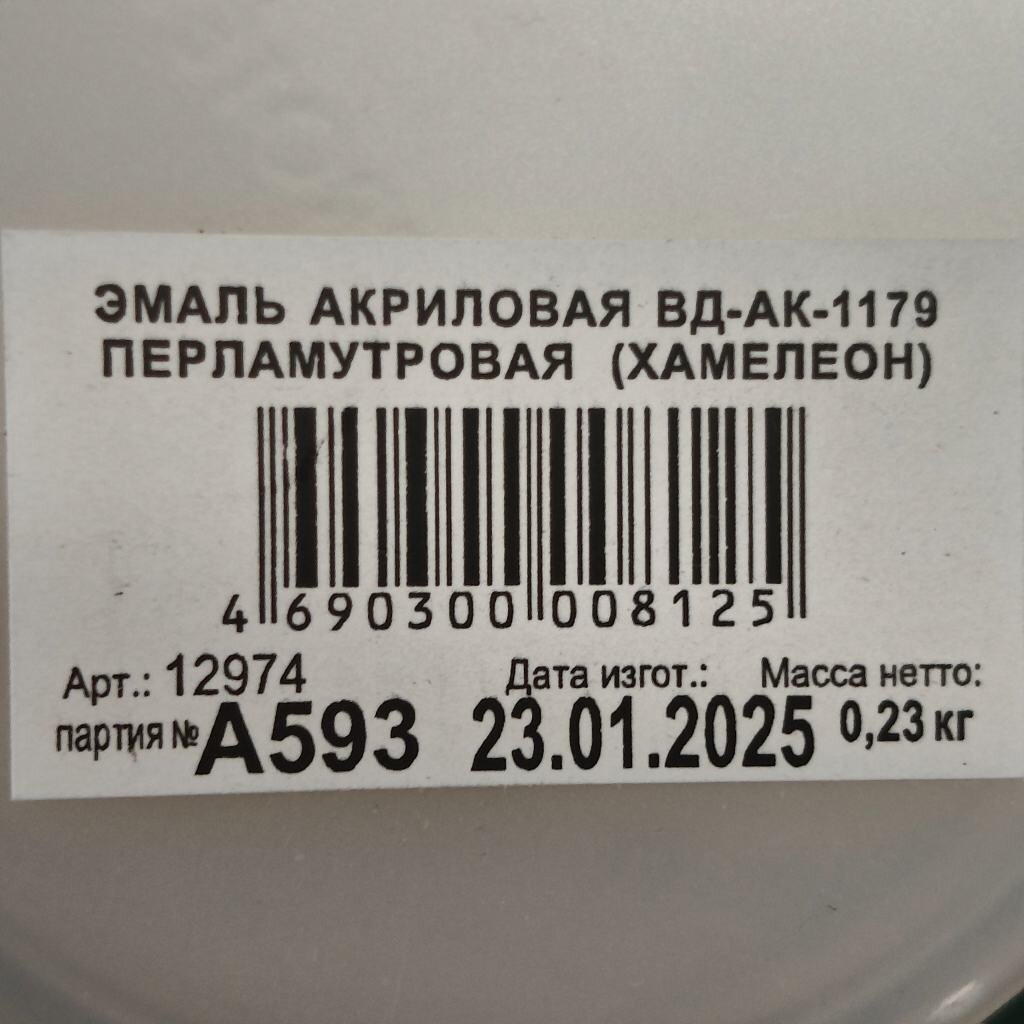 ЭМАЛЬ АКРИЛОВАЯ ВД-АК-1179
ПЕРЛАМУТРОВАЯ (ХАМЕЛЕОН)
4 690300 008125
Арт.: 12974 Дата изгот.: Масса нетто:
партия № А593 23.01.2025 0,23 кг